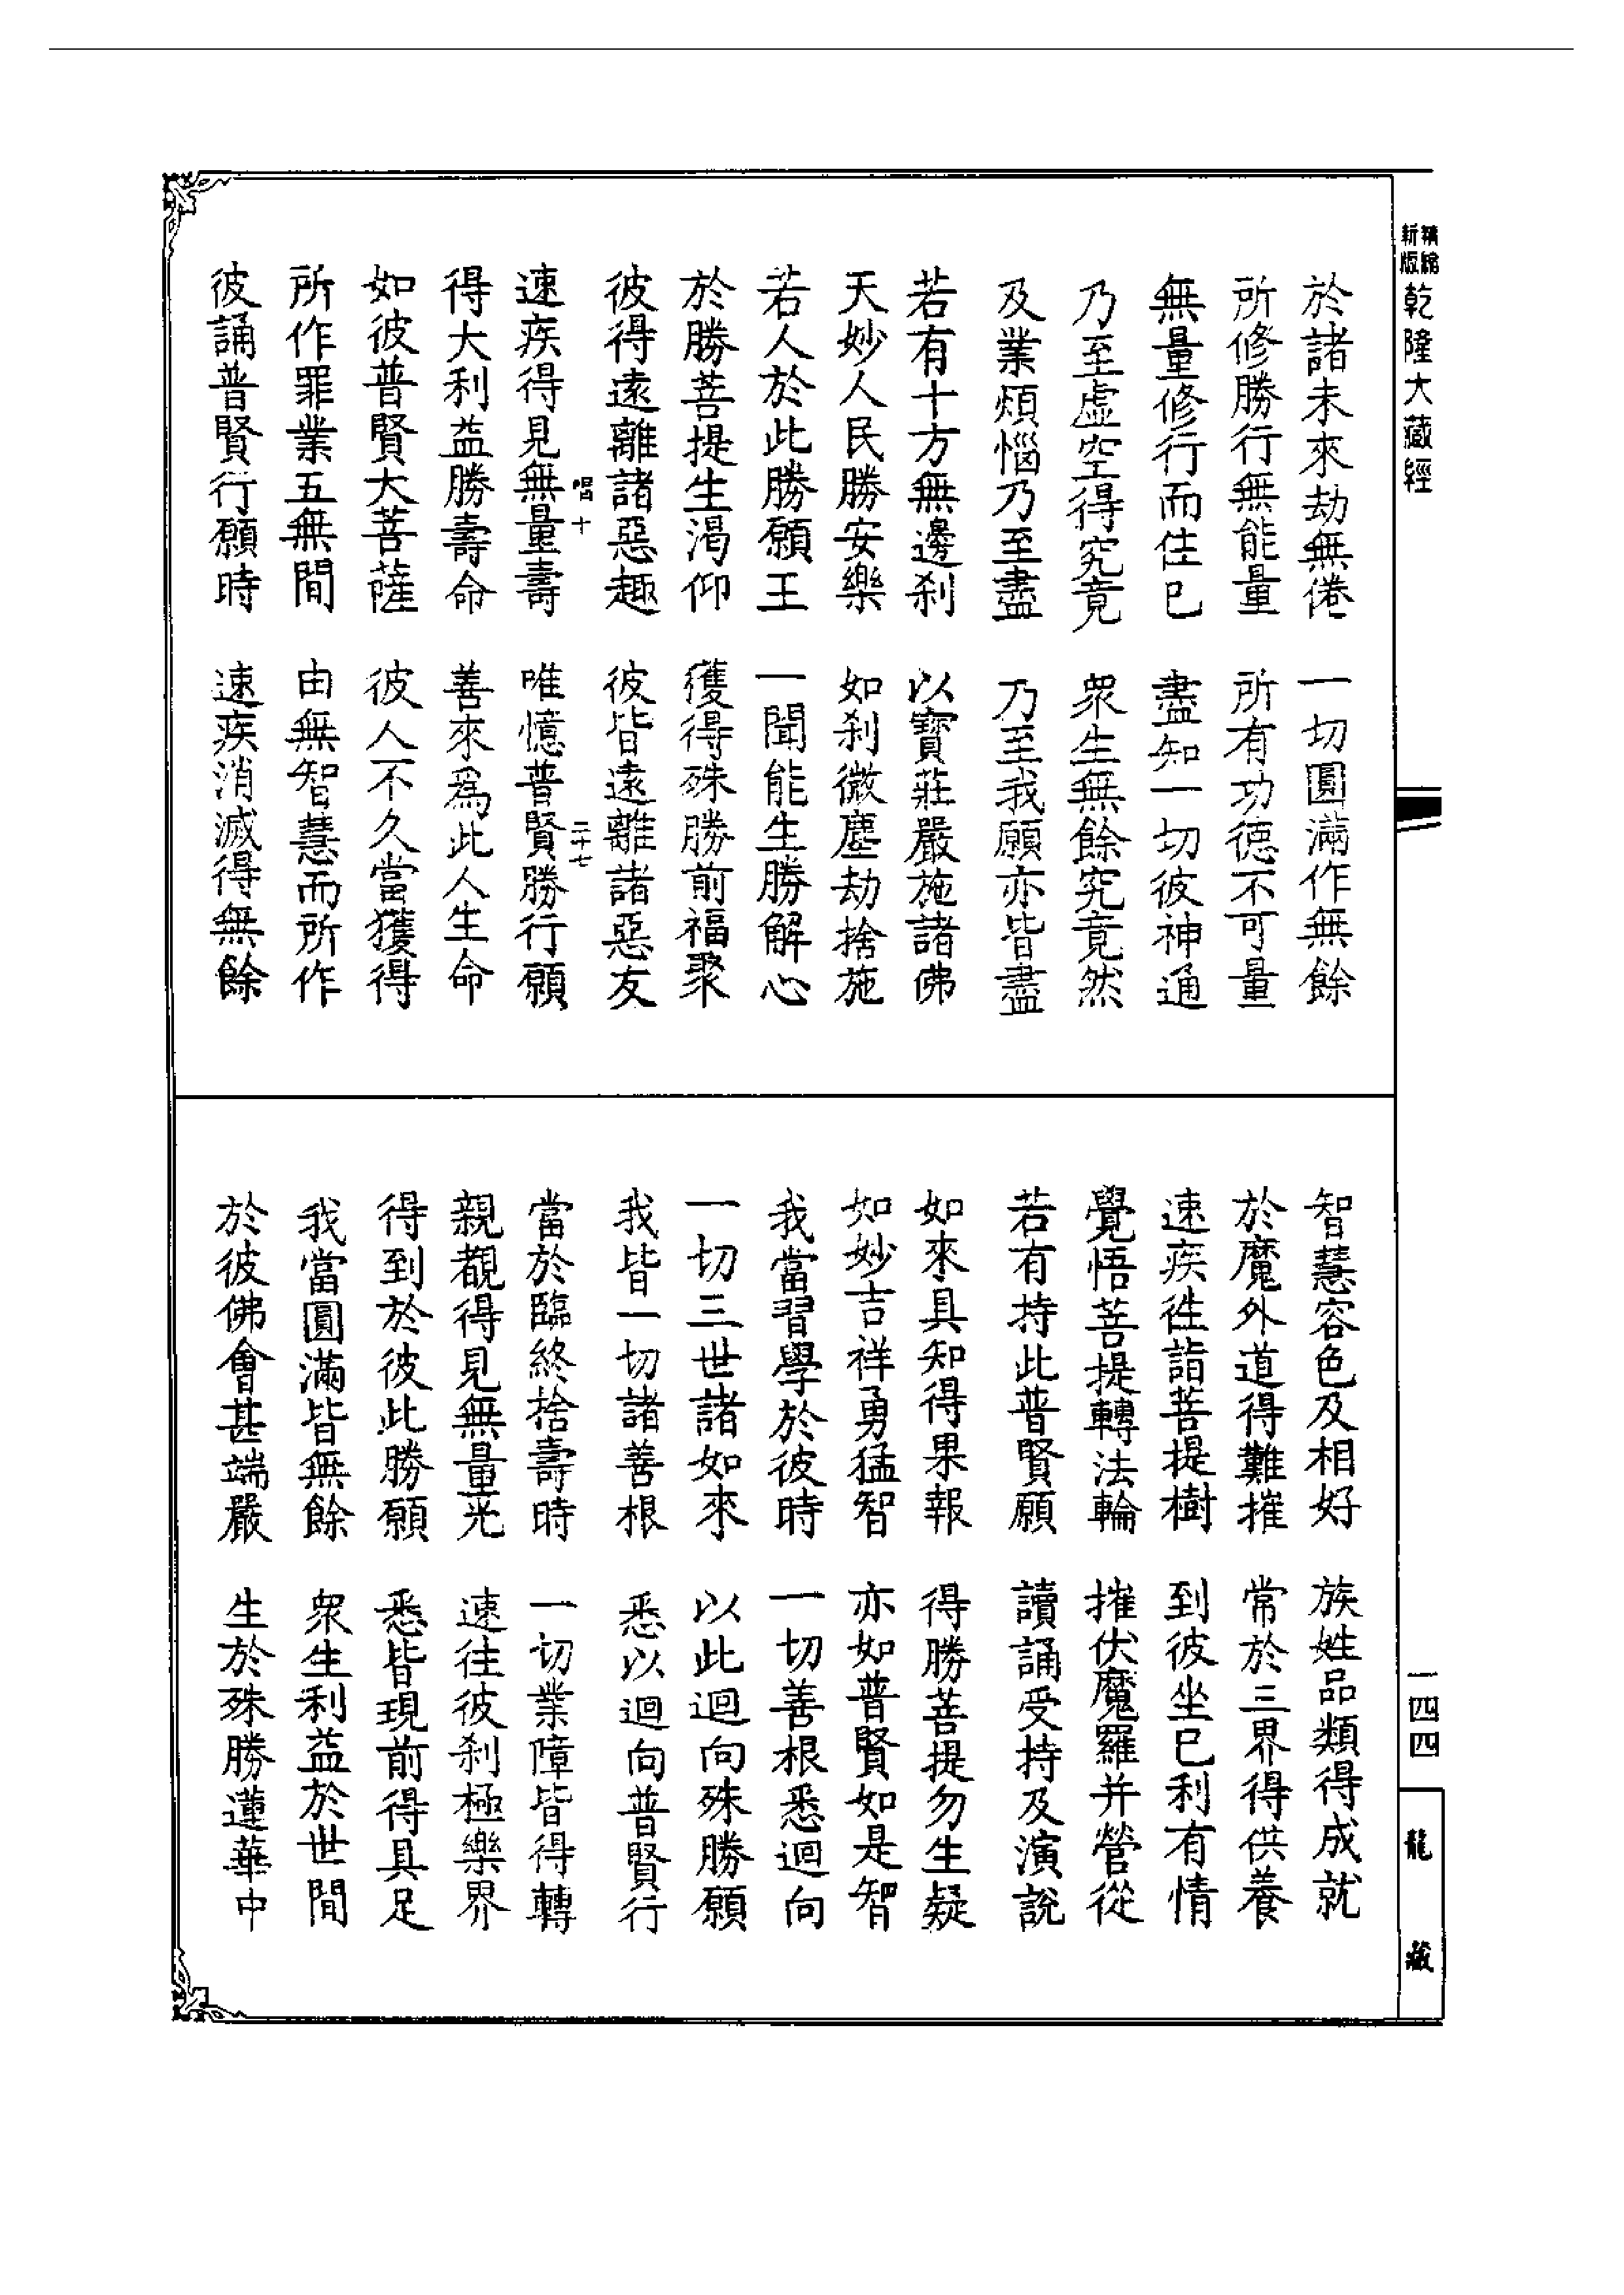 新編縮版乾隆大藏經
於諸未來劫無倦　一切圓滿作無餘
所修勝行無能量　所有功德不可量
無量修行而住已　盡知一切彼神通
乃至虛空得究竟　衆生無餘究竟然
及業煩惱乃至盡　乃至我願亦皆盡
若有十方無邊刹　以寶莊嚴施諸佛
天妙人民勝安樂　如刹微塵劫捨施
若人於此勝願王　一聞能生勝解心
於勝菩提生渴仰　獲得殊勝前福聚
彼得遠離諸惡趣　彼皆遠離諸惡友
唱十　二十七
速疾得見無量壽　唯憶普賢勝行願
得大利益勝壽命　善來爲此人生命
如彼普賢大菩薩　彼人不久當獲得
所作罪業五無間　由無智慧而所作
彼誦普賢行願時　速疾消滅得無餘
智慧容色及相好　族姓品類得成就
於魔外道得難摧　常於三界得供養
速疾往詣菩提樹　到彼坐已利有情
覺悟菩提轉法輪　摧伏魔羅并營從
若有持此普賢願　讀誦受持及演說
如來具知得果報　得勝菩提勿生疑
如妙吉祥勇猛智　亦如普賢如是智
我當習學於彼時　一切善根悉迴向
一切三世諸如來　以此迴向殊勝願
我皆一切諸善根　悉以迴向普賢行
當於臨終捨壽時　一切業障皆得轉
親覩得見無量光　速往彼刹極樂界
得到於彼此勝願　悉皆現前得具足
我當圓滿皆無餘　衆生利益於世間
於彼佛會甚端嚴　生於殊勝蓮華中
一四四
龍藏